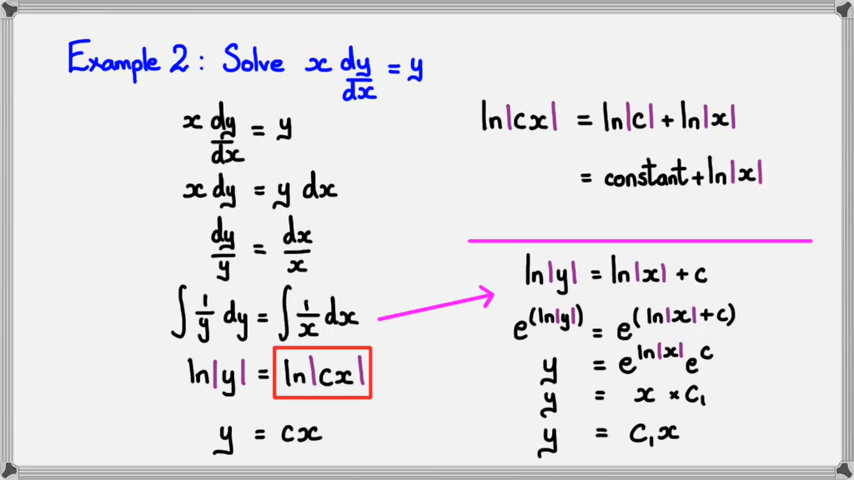 Example 2: Solve x dy/dx = y
x dy/dx = y
x dy = y dx
dy/y = dx/x
∫ 1/y dy = ∫ 1/x dx
ln|y| = ln|cx|
y = cx
ln|cx| = ln|c| + ln|x|
= constant + ln|x|
ln|y| = ln|x| + c
e^(ln|y|) = e^(ln|x| + c)
y = e^ln|x| e^c
y = x × C₁
y = C₁x